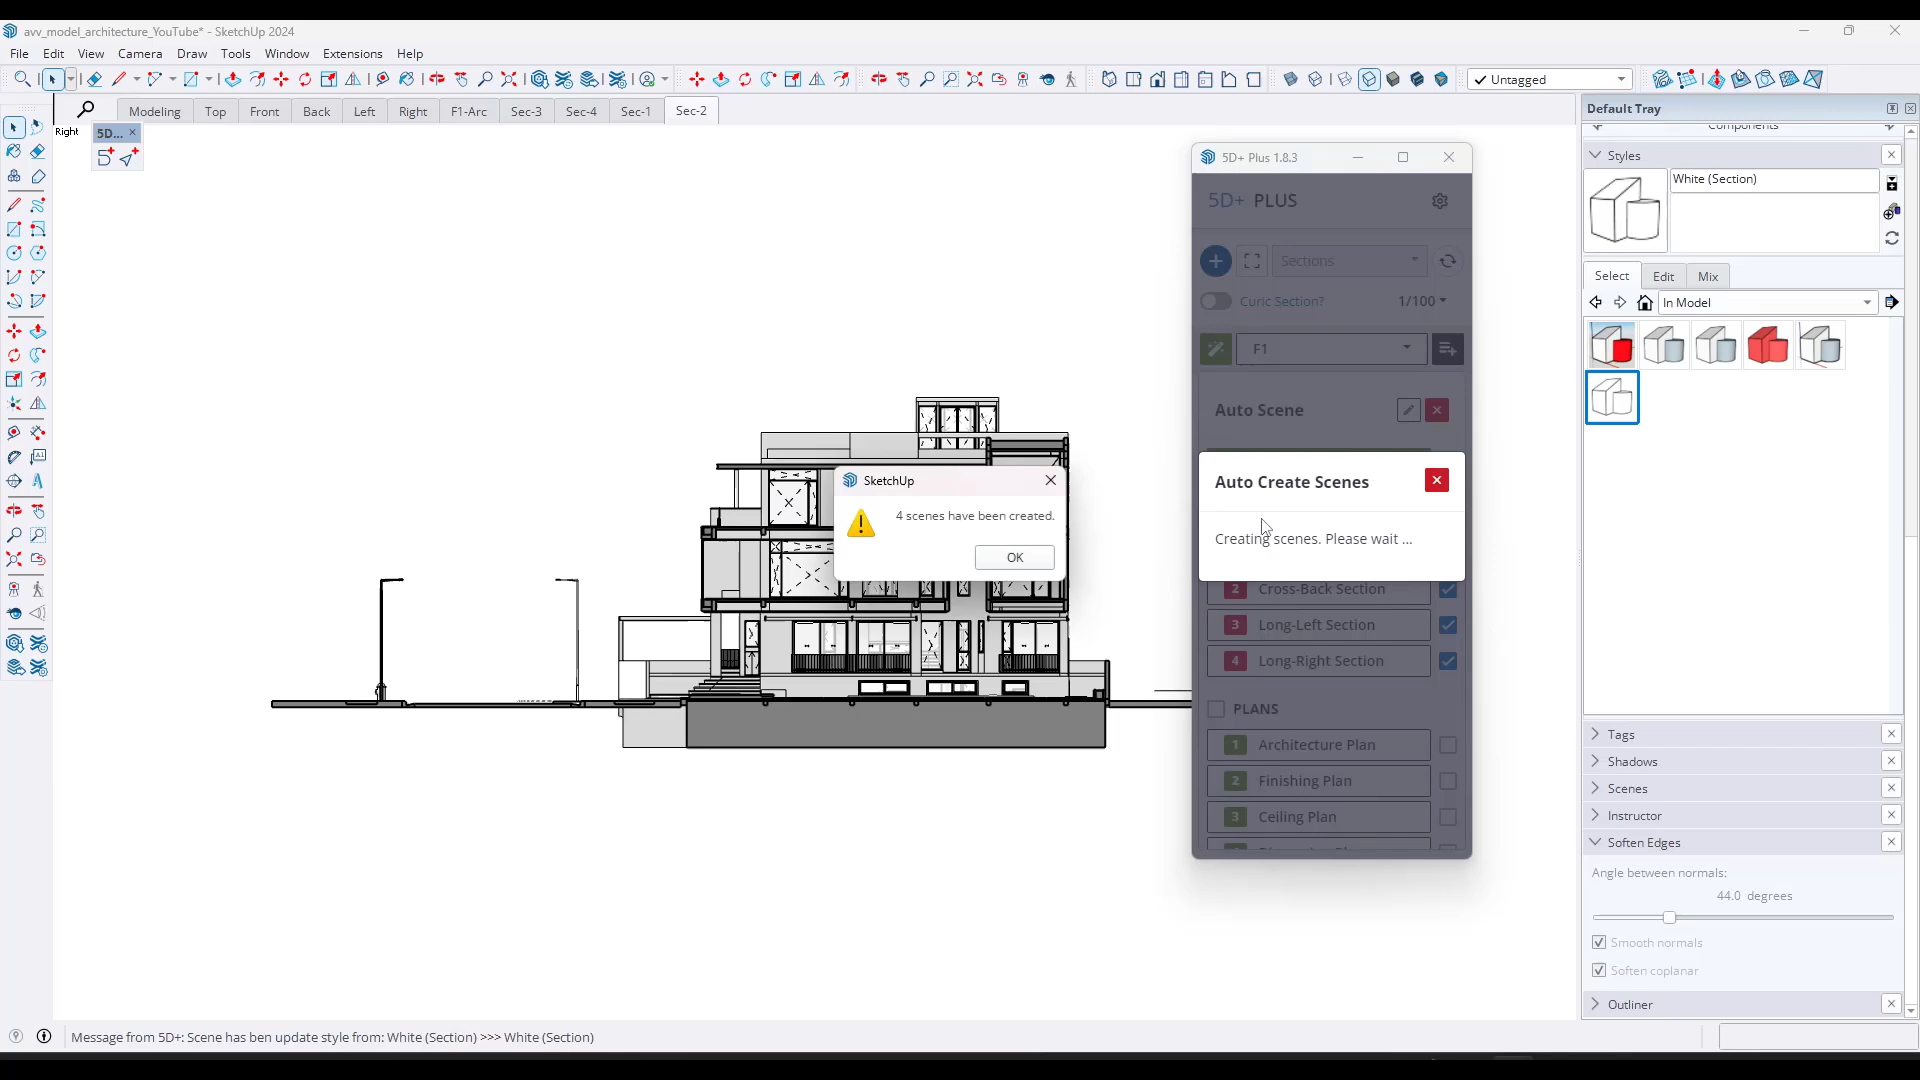 avv_model_architecture_YouTube* - SketchUp 2024
File Edit View Camera Draw Tools Window Extensions Help
Untagged
Modeling Top Front Back Left Right F1-Arc Sec-3 Sec-4 Sec-1 Sec-2
Right
5D...
SketchUp
4 scenes have been created.
OK
5D+ Plus 1.8.3
5D+ PLUS
Sections
Curic Section?
1/100
F1
Auto Scene
Auto Create Scenes
Creating scenes. Please wait ...
2 Cross-Back Section
3 Long-Left Section
4 Long-Right Section
PLANS
1 Architecture Plan
2 Finishing Plan
3 Ceiling Plan
Default Tray
Components
Styles
White (Section)
Select Edit Mix
In Model
Tags
Shadows
Scenes
Instructor
Soften Edges
Angle between normals:
44.0 degrees
Smooth normals
Soften coplanar
Outliner
Message from 5D+: Scene has ben update style from: White (Section) >>> White (Section)